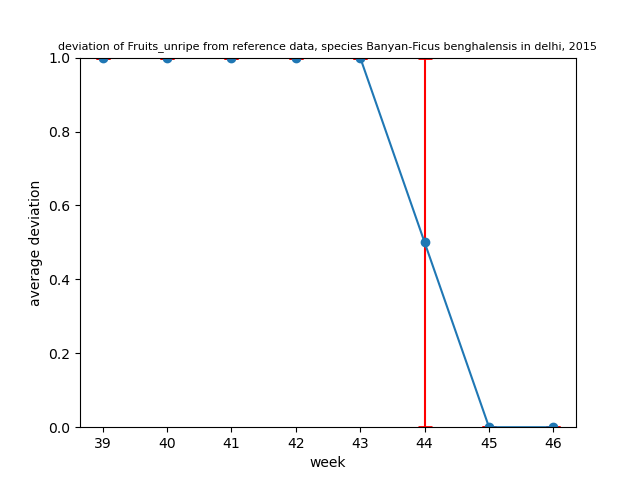 deviation of Fruits_unripe from reference data, species Banyan-Ficus benghalensis in delhi, 2015
1.0
0.8
0.6
0.4
0.2
0.0
average deviation
39 40 41 42 43 44 45 46
week